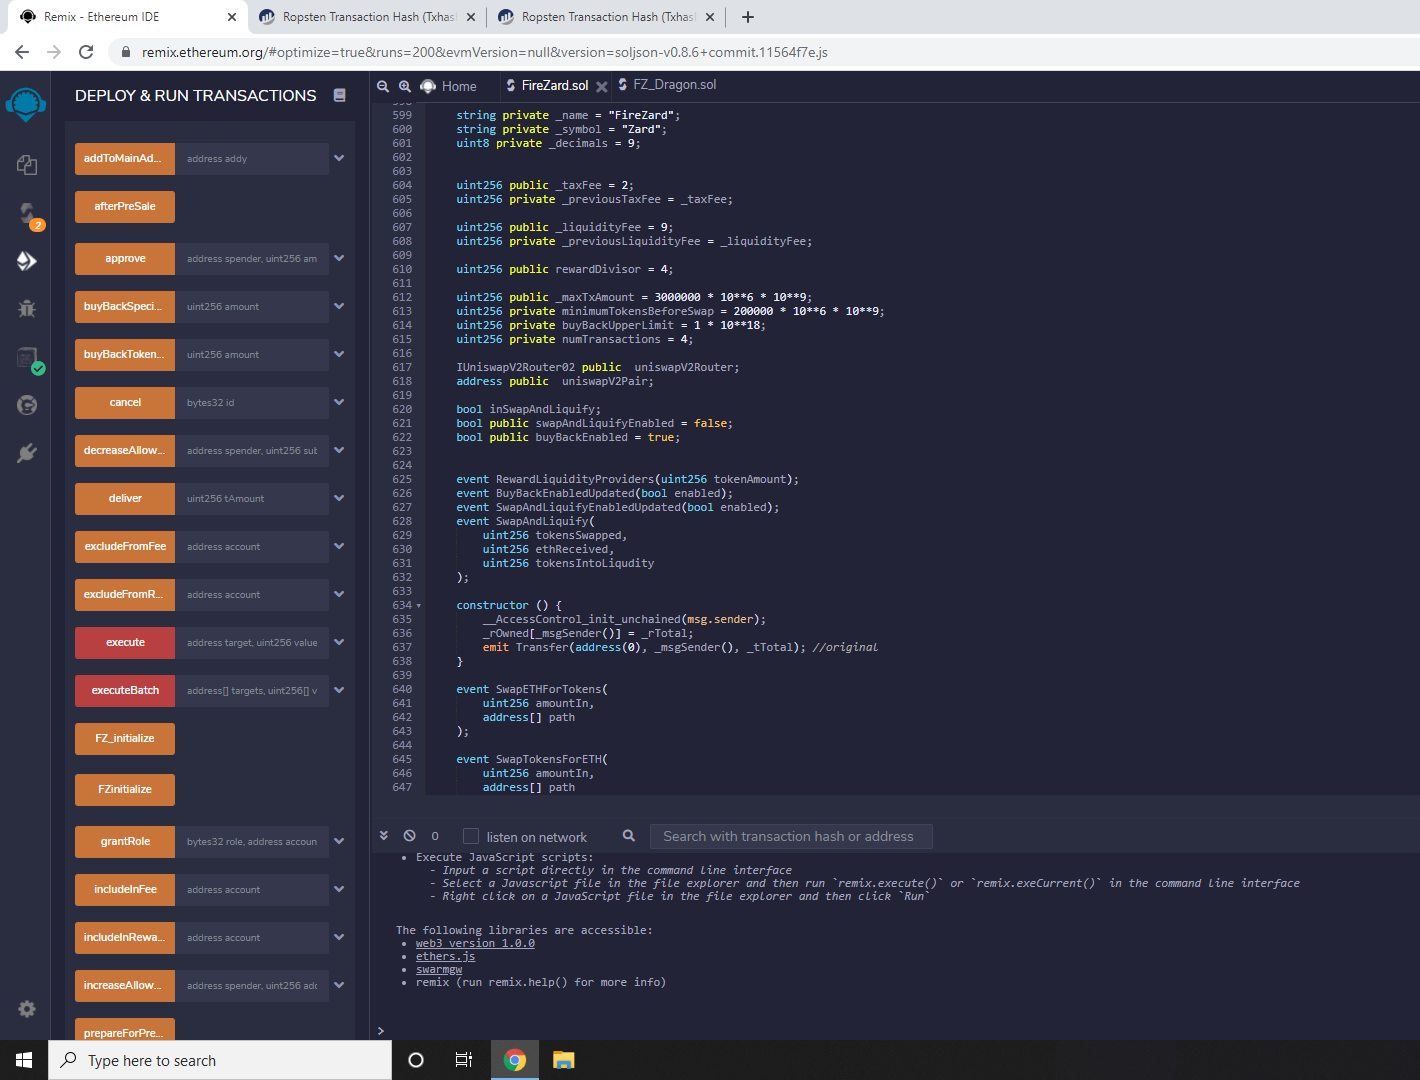 Remix - Ethereum IDE
Ropsten Transaction Hash (Txhas
Ropsten Transaction Hash (Txhas
remix.ethereum.org/#optimize=true&runs=200&evmVersion=null&version=soljson-v0.8.6+commit.11564f7e.js
DEPLOY & RUN TRANSACTIONS
addToMainAd... address addy
afterPreSale
approve address spender, uint256 am
buyBackSpeci... uint256 amount
buyBackToken... uint256 amount
cancel bytes32 id
decreaseAllow... address spender, uint256 sub
deliver uint256 tAmount
excludeFromFee address account
excludeFromR... address account
execute address target, uint256 value
executeBatch address[] targets, uint256[] v
FZ_initialize
FZinitialize
grantRole bytes32 role, address accoun
includeInFee address account
includeInRewa... address account
increaseAllow... address spender, uint256 add
prepareForPre...
2
Home
FireZard.sol
FZ_Dragon.sol
599 string private _name = "FireZard";
600 string private _symbol = "Zard";
601 uint8 private _decimals = 9;
602
603
604 uint256 public _taxFee = 2;
605 uint256 private _previousTaxFee = _taxFee;
606
607 uint256 public _liquidityFee = 9;
608 uint256 private _previousLiquidityFee = _liquidityFee;
609
610 uint256 public rewardDivisor = 4;
611
612 uint256 public _maxTxAmount = 3000000 * 10**6 * 10**9;
613 uint256 private minimumTokensBeforeSwap = 200000 * 10**6 * 10**9;
614 uint256 private buyBackUpperLimit = 1 * 10**18;
615 uint256 private numTransactions = 4;
616
617 IUniswapV2Router02 public  uniswapV2Router;
618 address public  uniswapV2Pair;
619
620 bool inSwapAndLiquify;
621 bool public swapAndLiquifyEnabled = false;
622 bool public buyBackEnabled = true;
623
624
625 event RewardLiquidityProviders(uint256 tokenAmount);
626 event BuyBackEnabledUpdated(bool enabled);
627 event SwapAndLiquifyEnabledUpdated(bool enabled);
628 event SwapAndLiquify(
629 uint256 tokensSwapped,
630 uint256 ethReceived,
631 uint256 tokensIntoLiqudity
632 );
633
634 constructor () {
635 __AccessControl_init_unchained(msg.sender);
636 _rOwned[_msgSender()] = _rTotal;
637 emit Transfer(address(0), _msgSender(), _tTotal); //original
638 }
639
640 event SwapETHForTokens(
641 uint256 amountIn,
642 address[] path
643 );
644
645 event SwapTokensForETH(
646 uint256 amountIn,
647 address[] path
0 listen on network Search with transaction hash or address
• Execute JavaScript scripts:
- Input a script directly in the command line interface
- Select a Javascript file in the file explorer and then run `remix.execute()` or `remix.exeCurrent()` in the command line interface
- Right click on a JavaScript file in the file explorer and then click `Run`
The following libraries are accessible:
• web3 version 1.0.0
• ethers.js
• swarmgw
• remix (run remix.help() for more info)
>
Type here to search